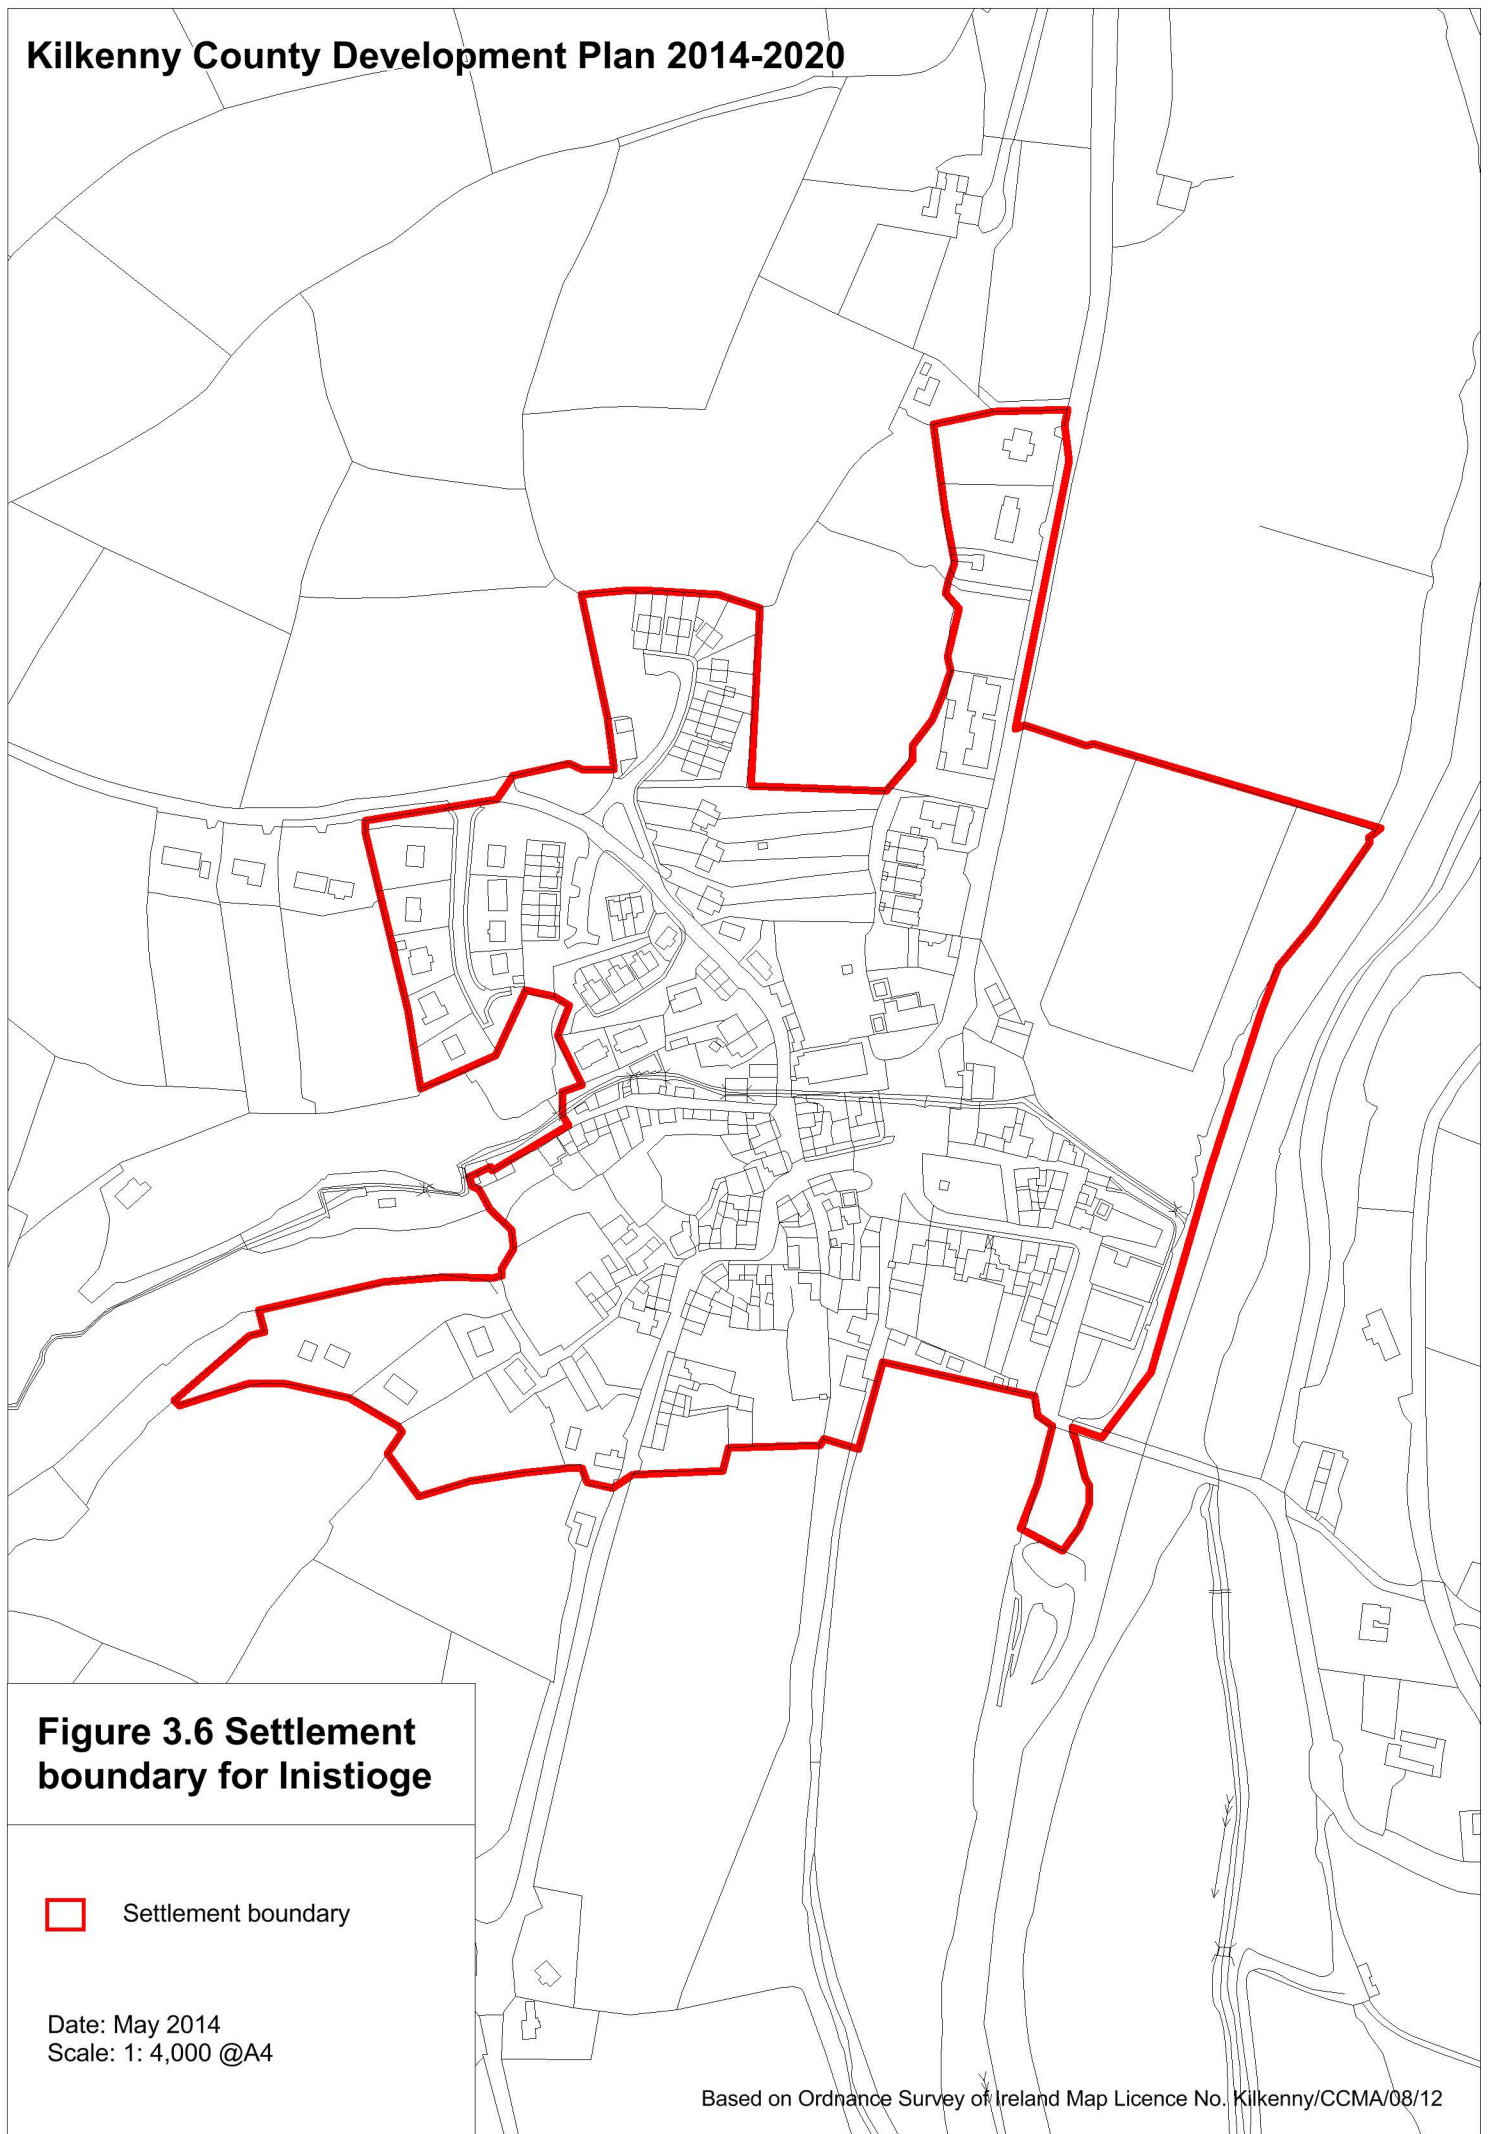 Kilkenny County Development Plan 2014-2020
Figure 3.6 Settlement
boundary for Inistioge
Settlement boundary
Date: May 2014
Scale: 1: 4,000 @A4
Based on Ordnance Survey of Ireland Map Licence No. Kilkenny/CCMA/08/12